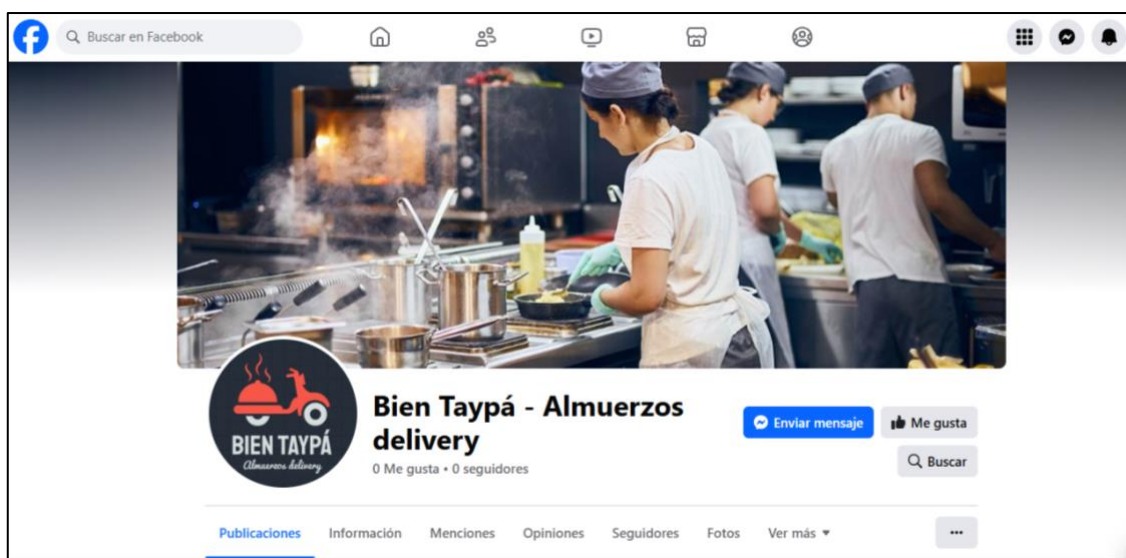 Buscar en Facebook
Bien Taypá - Almuerzos
delivery
0 Me gusta • 0 seguidores
Enviar mensaje
Me gusta
Buscar
BIEN TAYPÁ
Almuerzos delivery
Publicaciones
Información
Menciones
Opiniones
Seguidores
Fotos
Ver más